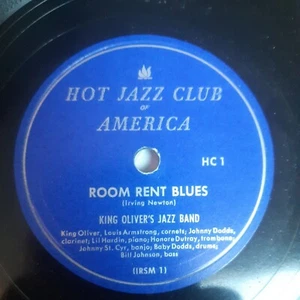 HOT JAZZ CLUB
OF
AMERICA
HC 1
ROOM RENT BLUES
(Irving Newton)
KING OLIVER'S JAZZ BAND
King Oliver, Louis Armstrong, cornets; Johnny Dodds,
clarinet; Lil Hardin, piano; Honore Dutray, trombone;
Johnny St. Cyr, banjo; Baby Dodds, drums;
Bill Johnson, bass
(IRSM 1)